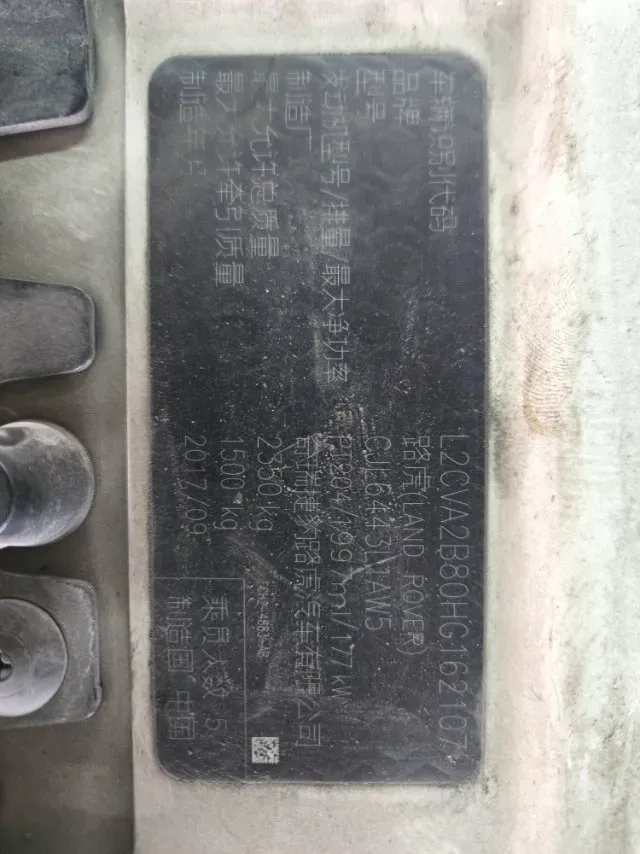 车辆识别代码 L2CVA2B80HG162107
品牌 路虎(LAND ROVER)
型号 CJL6445LVAW5
发动机型号/排量/最大净功率 PT204/1997ml/177kW
制造厂 奇瑞捷豹路虎汽车有限公司
最大允许总质量 2350 kg
最大允许牵引质量 1500 kg
制造年月 2017/09
乘员人数 5
制造国 中国